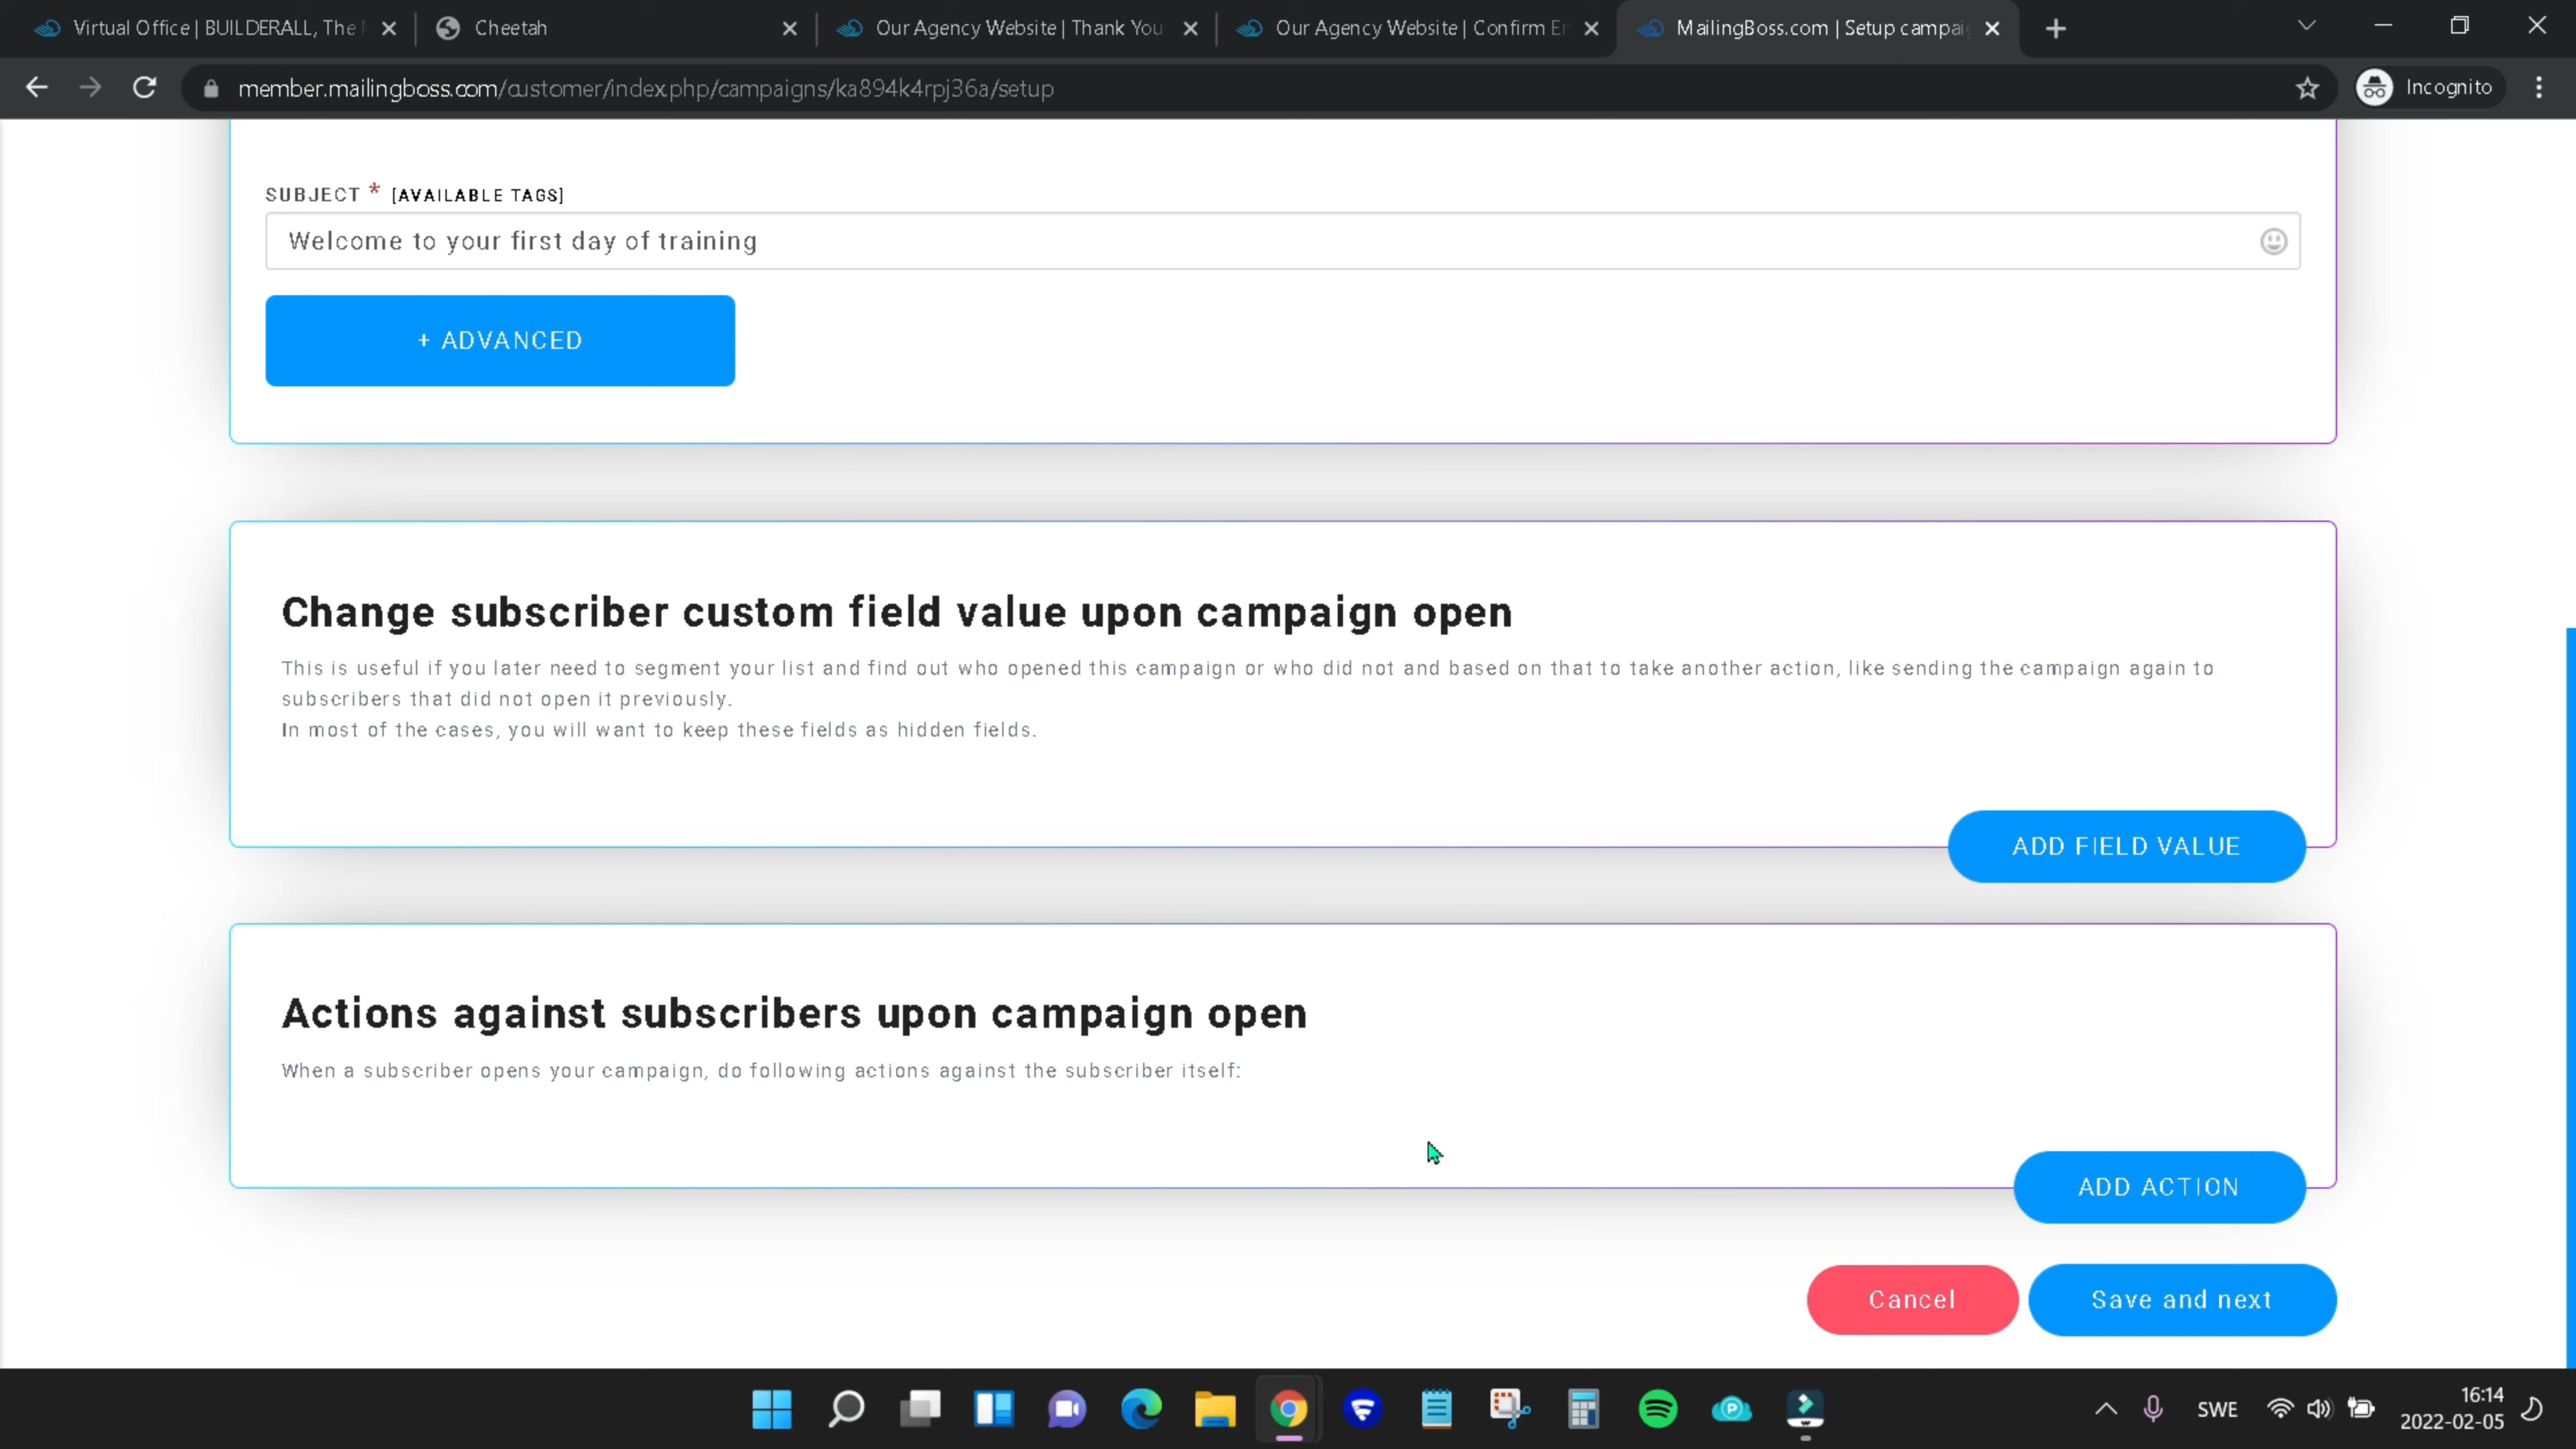 Virtual Office | BUILDERALL, The
Cheetah
Our Agency Website | Thank You
Our Agency Website | Confirm
MailingBoss.com | Setup
member.mailingboss.com/customer/index.php/campaigns/ka894k4rpj36a/setup
Incognito
SUBJECT * [AVAILABLE TAGS]
Welcome to your first day of training
+ ADVANCED
Change subscriber custom field value upon campaign open
This is useful if you later need to segment your list and find out who opened this campaign or who did not and based on that to take another action, like sending the campaign again to
subscribers that did not open it previously.
In most of the cases, you will want to keep these fields as hidden fields.
ADD FIELD VALUE
Actions against subscribers upon campaign open
When a subscriber opens your campaign, do following actions against the subscriber itself:
ADD ACTION
Cancel
Save and next
SWE
16:14
2022-02-05